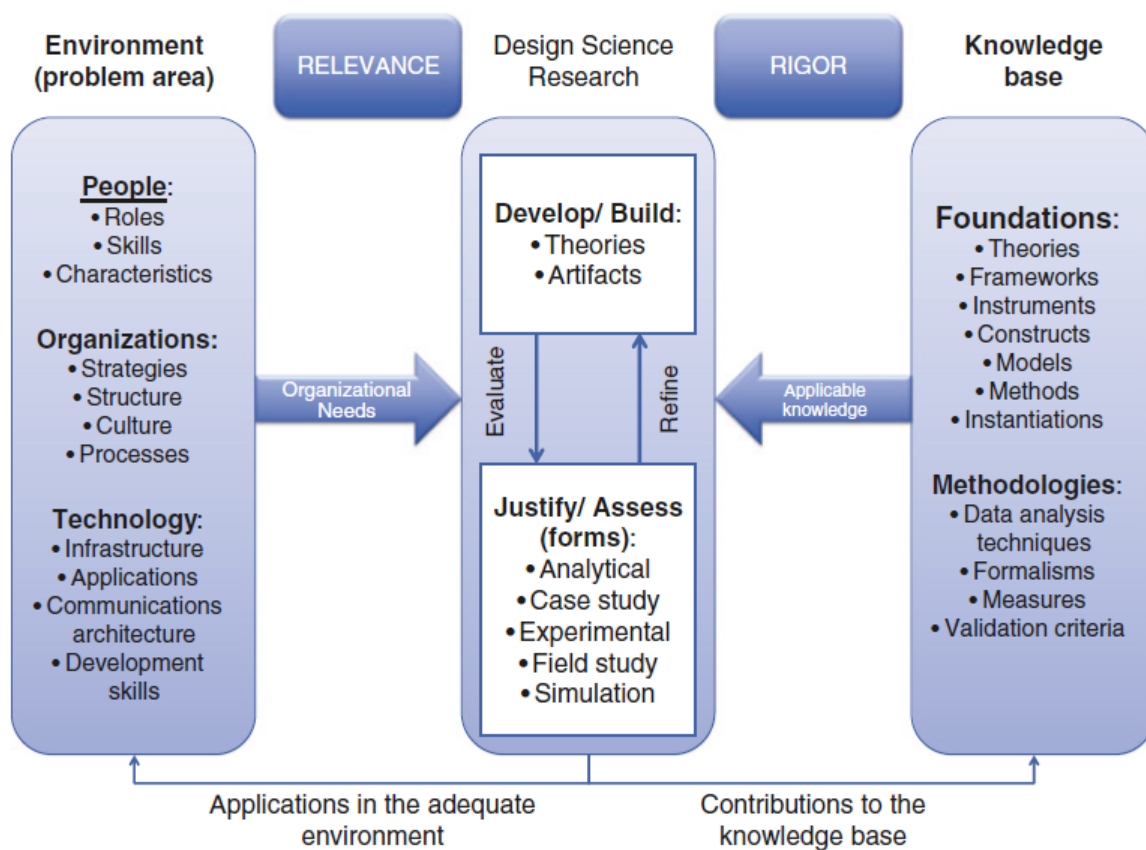 Environment
(problem area)
RELEVANCE
Design Science
Research
RIGOR
Knowledge
base
People:
• Roles
• Skills
• Characteristics
Organizations:
• Strategies
• Structure
• Culture
• Processes
Technology:
• Infrastructure
• Applications
• Communications
architecture
• Development
skills
Organizational
Needs
Develop/ Build:
• Theories
• Artifacts
Evaluate
Refine
Justify/ Assess
(forms):
• Analytical
• Case study
• Experimental
• Field study
• Simulation
Applicable
knowledge
Foundations:
• Theories
• Frameworks
• Instruments
• Constructs
• Models
• Methods
• Instantiations
Methodologies:
• Data analysis
techniques
• Formalisms
• Measures
• Validation criteria
Applications in the adequate
environment
Contributions to the
knowledge base